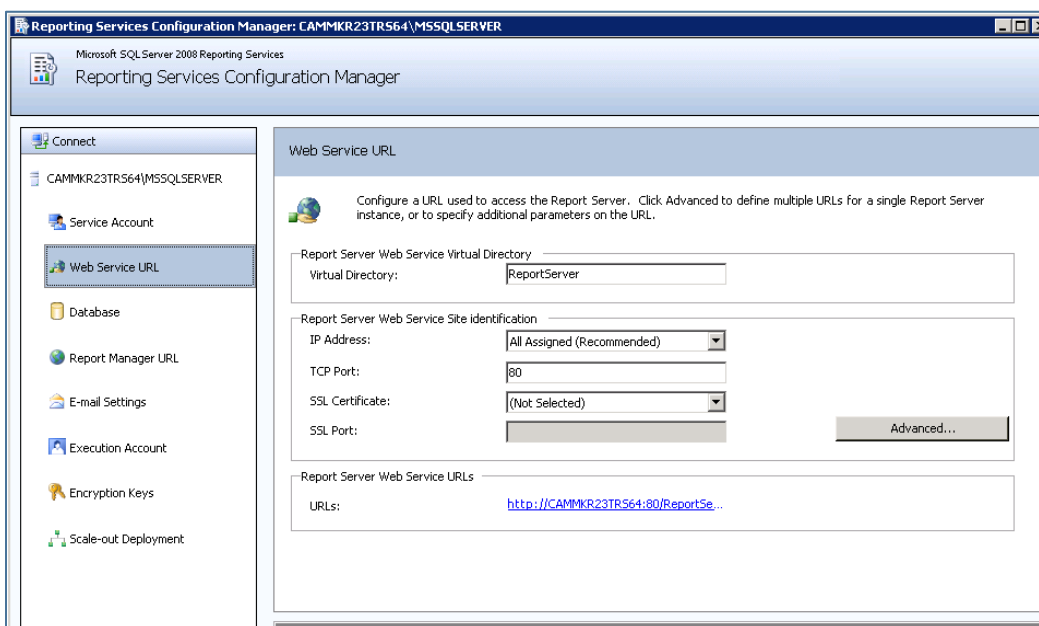 Reporting Services Configuration Manager: CAMMKR23TRS64\MSSQLSERVER
Microsoft SQL Server 2008 Reporting Services
Reporting Services Configuration Manager
Connect
CAMMKR23TRS64\MSSQLSERVER
Service Account
Web Service URL
Database
Report Manager URL
E-mail Settings
Execution Account
Encryption Keys
Scale-out Deployment
Web Service URL
Configure a URL used to access the Report Server. Click Advanced to define multiple URLs for a single Report Server
instance, or to specify additional parameters on the URL.
Report Server Web Service Virtual Directory
Virtual Directory: ReportServer
Report Server Web Service Site identification
IP Address: All Assigned (Recommended)
TCP Port: 80
SSL Certificate: (Not Selected)
SSL Port:
Advanced...
Report Server Web Service URLs
URLs: http://CAMMKR23TRS64:80/ReportSe...